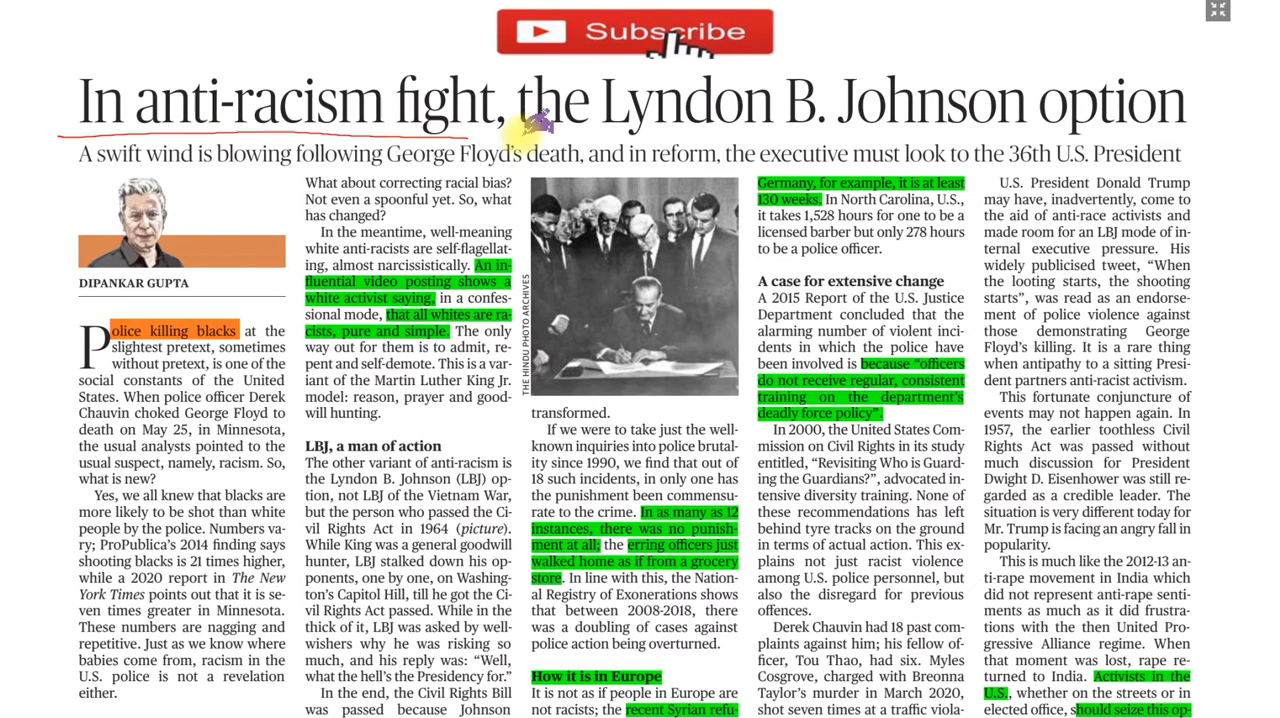 Subscribe
In anti-racism fight, the Lyndon B. Johnson option
A swift wind is blowing following George Floyd's death, and in reform, the executive must look to the 36th U.S. President
DIPANKAR GUPTA
Police killing blacks at the
slightest pretext, sometimes
without pretext, is one of the
social constants of the United
States. When police officer Derek
Chauvin choked George Floyd to
death on May 25, in Minnesota,
the usual analysts pointed to the
usual suspect, namely, racism. So,
what is new?
Yes, we all knew that blacks are
more likely to be shot than white
people by the police. Numbers va-
ry; ProPublica's 2014 finding says
shooting blacks is 21 times higher,
while a 2020 report in The New
York Times points out that it is se-
ven times greater in Minnesota.
These numbers are nagging and
repetitive. Just as we know where
babies come from, racism in the
U.S. police is not a revelation
either.
What about correcting racial bias?
Not even a spoonful yet. So, what
has changed?
In the meantime, well-meaning
white anti-racists are self-flagellat-
ing, almost narcissistically. An in-
fluential video posting shows a
white activist saying, in a confes-
sional mode, that all whites are ra-
cists, pure and simple. The only
way out for them is to admit, re-
pent and self-demote. This is a var-
iant of the Martin Luther King Jr.
model: reason, prayer and good-
will hunting.
LBJ, a man of action
The other variant of anti-racism is
the Lyndon B. Johnson (LBJ) op-
tion, not LBJ of the Vietnam War,
but the person who passed the Ci-
vil Rights Act in 1964 (picture).
While King was a general goodwill
hunter, LBJ stalked down his op-
ponents, one by one, on Washing-
ton's Capitol Hill, till he got the Ci-
vil Rights Act passed. While in the
thick of it, LBJ was asked by well-
wishers why he was risking so
much, and his reply was: “Well,
what the hell's the Presidency for.”
In the end, the Civil Rights Bill
was passed because Johnson
THE HINDU PHOTO ARCHIVES
transformed.
If we were to take just the well-
known inquiries into police brutal-
ity since 1990, we find that out of
18 such incidents, in only one has
the punishment been commensu-
rate to the crime. In as many as 12
instances, there was no punish-
ment at all; the erring officers just
walked home as if from a grocery
store. In line with this, the Nation-
al Registry of Exonerations shows
that between 2008-2018, there
was a doubling of cases against
police action being overturned.
How it is in Europe
It is not as if people in Europe are
not racists; the recent Syrian refu-
Germany, for example, it is at least
130 weeks. In North Carolina, U.S.,
it takes 1,528 hours for one to be a
licensed barber but only 278 hours
to be a police officer.
A case for extensive change
A 2015 Report of the U.S. Justice
Department concluded that the
alarming number of violent inci-
dents in which the police have
been involved is because “officers
do not receive regular, consistent
training on the department's
deadly force policy”.
In 2000, the United States Com-
mission on Civil Rights in its study
entitled, “Revisiting Who is Guard-
ing the Guardians?”, advocated in-
tensive diversity training. None of
these recommendations has left
behind tyre tracks on the ground
in terms of actual action. This ex-
plains not just racist violence
among U.S. police personnel, but
also the disregard for previous
offences.
Derek Chauvin had 18 past com-
plaints against him; his fellow of-
ficer, Tou Thao, had six. Myles
Cosgrove, charged with Breonna
Taylor's murder in March 2020,
shot seven times at a traffic viola-
U.S. President Donald Trump
may have, inadvertently, come to
the aid of anti-race activists and
made room for an LBJ mode of in-
ternal executive pressure. His
widely publicised tweet, “When
the looting starts, the shooting
starts”, was read as an endorse-
ment of police violence against
those demonstrating George
Floyd's killing. It is a rare thing
when antipathy to a sitting Presi-
dent partners anti-racist activism.
This fortunate conjuncture of
events may not happen again. In
1957, the earlier toothless Civil
Rights Act was passed without
much discussion for President
Dwight D. Eisenhower was still re-
garded as a credible leader. The
situation is very different today for
Mr. Trump is facing an angry fall in
popularity.
This is much like the 2012-13 an-
ti-rape movement in India which
did not represent anti-rape senti-
ments as much as it did frustra-
tions with the then United Pro-
gressive Alliance regime. When
that moment was lost, rape re-
turned to India. Activists in the
U.S., whether on the streets or in
elected office, should seize this op-